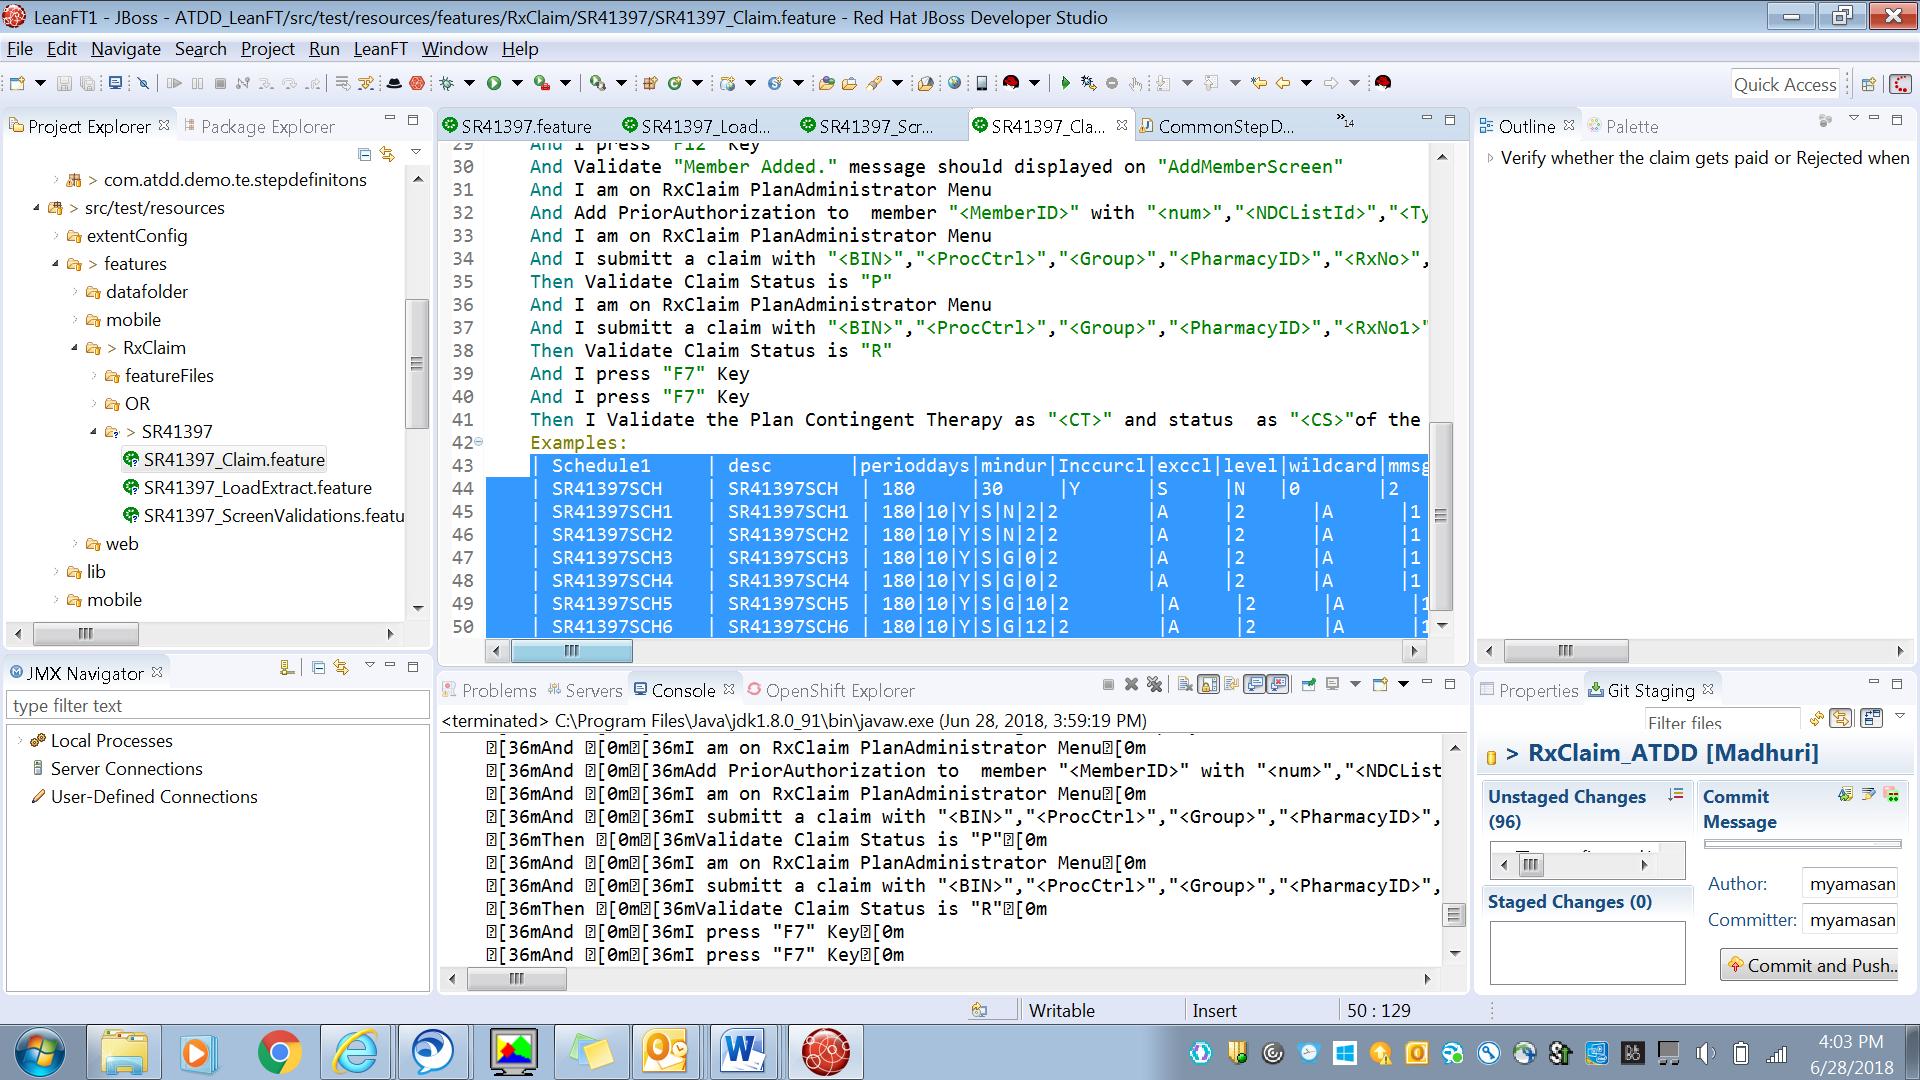 LeanFT1 - JBoss - ATDD_LeanFT/src/test/resources/features/RxClaim/SR41397/SR41397_Claim.feature - Red Hat JBoss Developer Studio
File Edit Navigate Search Project Run LeanFT Window Help
Quick Access
Project Explorer Package Explorer
> com.atdd.demo.te.stepdefinitons
> src/test/resources
extentConfig
> features
datafolder
mobile
> RxClaim
featureFiles
OR
> SR41397
SR41397_Claim.feature
SR41397_LoadExtract.feature
SR41397_ScreenValidations.featu
web
lib
mobile
SR41397.feature SR41397_Load... SR41397_Scr... SR41397_Cla... CommonStepD... »14
29 And I press "F12" Key
30 And Validate "Member Added." message should displayed on "AddMemberScreen"
31 And I am on RxClaim PlanAdministrator Menu
32 And Add PriorAuthorization to  member "<MemberID>" with "<num>","<NDCListId>","<Ty
33 And I am on RxClaim PlanAdministrator Menu
34 And I submitt a claim with "<BIN>","<ProcCtrl>","<Group>","<PharmacyID>","<RxNo>",
35 Then Validate Claim Status is "P"
36 And I am on RxClaim PlanAdministrator Menu
37 And I submitt a claim with "<BIN>","<ProcCtrl>","<Group>","<PharmacyID>","<RxNo1>"
38 Then Validate Claim Status is "R"
39 And I press "F7" Key
40 And I press "F7" Key
41 Then I Validate the Plan Contingent Therapy as "<CT>" and status  as "<CS>"of the
42 Examples:
43 | Schedule1     | desc         |perioddays|mindur|Inccurcl|exccl|level|wildcard|mmsg
44 | SR41397SCH    | SR41397SCH  | 180     |30    |Y      |S     |N    |0       |2
45 | SR41397SCH1   | SR41397SCH1 | 180|10|Y|S|N|2|2        |A      |2      |A      |1
46 | SR41397SCH2   | SR41397SCH2 | 180|10|Y|S|N|2|2        |A      |2      |A      |1
47 | SR41397SCH3   | SR41397SCH3 | 180|10|Y|S|G|0|2        |A      |2      |A      |1
48 | SR41397SCH4   | SR41397SCH4 | 180|10|Y|S|G|0|2        |A      |2      |A      |1
49 | SR41397SCH5   | SR41397SCH5 | 180|10|Y|S|G|10|2        |A      |2      |A      |1
50 | SR41397SCH6   | SR41397SCH6 | 180|10|Y|S|G|12|2        |A      |2      |A      |1
Outline Palette
Verify whether the claim gets paid or Rejected when
JMX Navigator
type filter text
Local Processes
Server Connections
User-Defined Connections
Problems Servers Console OpenShift Explorer
<terminated> C:\Program Files\Java\jdk1.8.0_91\bin\javaw.exe (Jun 28, 2018, 3:59:19 PM)
[36mAnd [0m[36mI am on RxClaim PlanAdministrator Menu[0m
[36mAnd [0m[36mAdd PriorAuthorization to  member "<MemberID>" with "<num>","<NDCList
[36mAnd [0m[36mI am on RxClaim PlanAdministrator Menu[0m
[36mAnd [0m[36mI submitt a claim with "<BIN>","<ProcCtrl>","<Group>","<PharmacyID>",
[36mThen [0m[36mValidate Claim Status is "P"[0m
[36mAnd [0m[36mI am on RxClaim PlanAdministrator Menu[0m
[36mAnd [0m[36mI submitt a claim with "<BIN>","<ProcCtrl>","<Group>","<PharmacyID>",
[36mThen [0m[36mValidate Claim Status is "R"[0m
[36mAnd [0m[36mI press "F7" Key[0m
[36mAnd [0m[36mI press "F7" Key[0m
Properties Git Staging
Filter files
> RxClaim_ATDD [Madhuri]
Unstaged Changes (96)
Staged Changes (0)
Commit Message
Author: myamasan
Committer: myamasan
Commit and Push..
Writable Insert 50 : 129
4:03 PM
6/28/2018